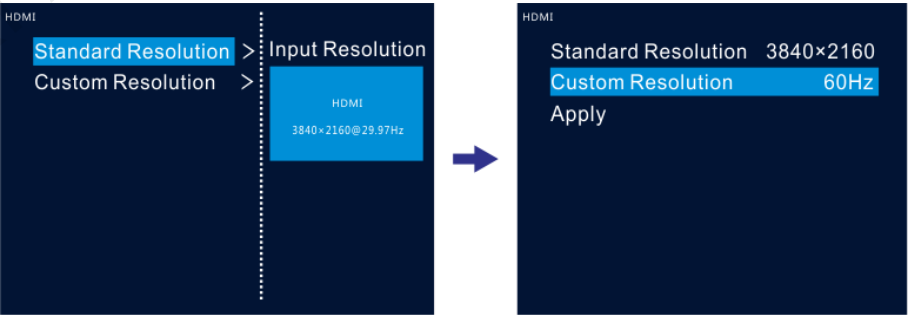 HDMI
Standard Resolution >
Custom Resolution >
Input Resolution
HDMI
3840×2160@29.97Hz
HDMI
Standard Resolution 3840×2160
Custom Resolution 60Hz
Apply